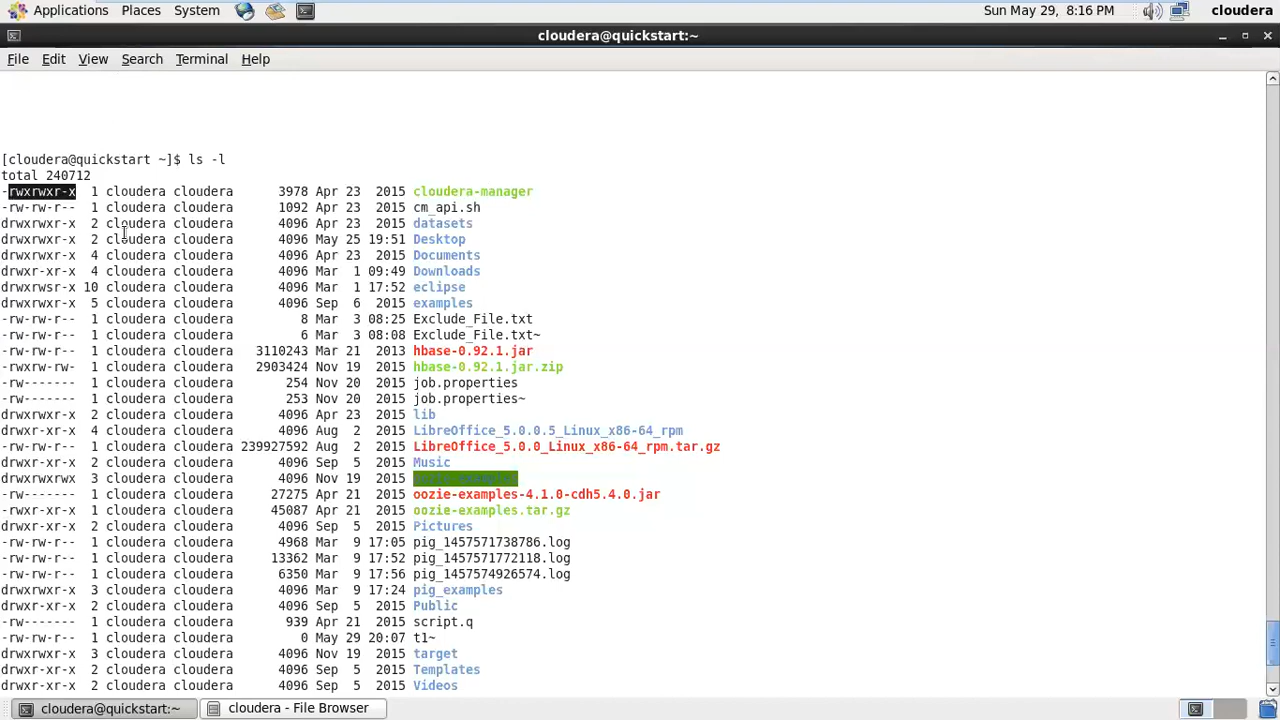 Applications Places System Sun May 29, 8:16 PM cloudera
cloudera@quickstart:~
File Edit View Search Terminal Help
[cloudera@quickstart ~]$ ls -l
total 240712
-rwxrwxr-x 1 cloudera cloudera 3978 Apr 23 2015 cloudera-manager
-rw-rw-r-- 1 cloudera cloudera 1092 Apr 23 2015 cm_api.sh
drwxrwxr-x 2 cloudera cloudera 4096 Apr 23 2015 datasets
drwxrwxr-x 2 cloudera cloudera 4096 May 25 19:51 Desktop
drwxrwxr-x 4 cloudera cloudera 4096 Apr 23 2015 Documents
drwxr-xr-x 4 cloudera cloudera 4096 Mar 1 09:49 Downloads
drwxrwsr-x 10 cloudera cloudera 4096 Mar 1 17:52 eclipse
drwxrwxr-x 5 cloudera cloudera 4096 Sep 6 2015 examples
-rw-rw-r-- 1 cloudera cloudera 8 Mar 3 08:25 Exclude_File.txt
-rw-rw-r-- 1 cloudera cloudera 6 Mar 3 08:08 Exclude_File.txt~
-rw-rw-r-- 1 cloudera cloudera 3110243 Mar 21 2013 hbase-0.92.1.jar
-rwxrw-rw- 1 cloudera cloudera 2903424 Nov 19 2015 hbase-0.92.1.jar.zip
-rw------- 1 cloudera cloudera 254 Nov 20 2015 job.properties
-rw------- 1 cloudera cloudera 253 Nov 20 2015 job.properties~
drwxrwxr-x 2 cloudera cloudera 4096 Apr 23 2015 lib
drwxrwxr-x 4 cloudera cloudera 4096 Aug 2 2015 LibreOffice_5.0.0.5_Linux_x86-64_rpm
-rw-rw-r-- 1 cloudera cloudera 239927592 Aug 2 2015 LibreOffice_5.0.0_Linux_x86-64_rpm.tar.gz
drwxr-xr-x 2 cloudera cloudera 4096 Sep 5 2015 Music
drwxrwxrwx 3 cloudera cloudera 4096 Nov 19 2015
-rw------- 1 cloudera cloudera 27275 Apr 21 2015 oozie-examples-4.1.0-cdh5.4.0.jar
-rwxr-xr-x 1 cloudera cloudera 45087 Apr 21 2015 oozie-examples.tar.gz
drwxr-xr-x 2 cloudera cloudera 4096 Sep 5 2015 Pictures
-rw-rw-r-- 1 cloudera cloudera 4968 Mar 9 17:05 pig_1457571738786.log
-rw-rw-r-- 1 cloudera cloudera 13362 Mar 9 17:52 pig_1457571772118.log
-rw-rw-r-- 1 cloudera cloudera 6350 Mar 9 17:56 pig_1457574926574.log
drwxrwxr-x 3 cloudera cloudera 4096 Mar 9 17:24 pig_examples
drwxr-xr-x 2 cloudera cloudera 4096 Sep 5 2015 Public
-rw------- 1 cloudera cloudera 939 Apr 21 2015 script.q
-rw-rw-r-- 1 cloudera cloudera 0 May 29 20:07 t1~
drwxrwxr-x 3 cloudera cloudera 4096 Nov 19 2015 target
drwxr-xr-x 2 cloudera cloudera 4096 Sep 5 2015 Templates
drwxr-xr-x 2 cloudera cloudera 4096 Sep 5 2015 Videos
cloudera@quickstart:~ cloudera - File Browser